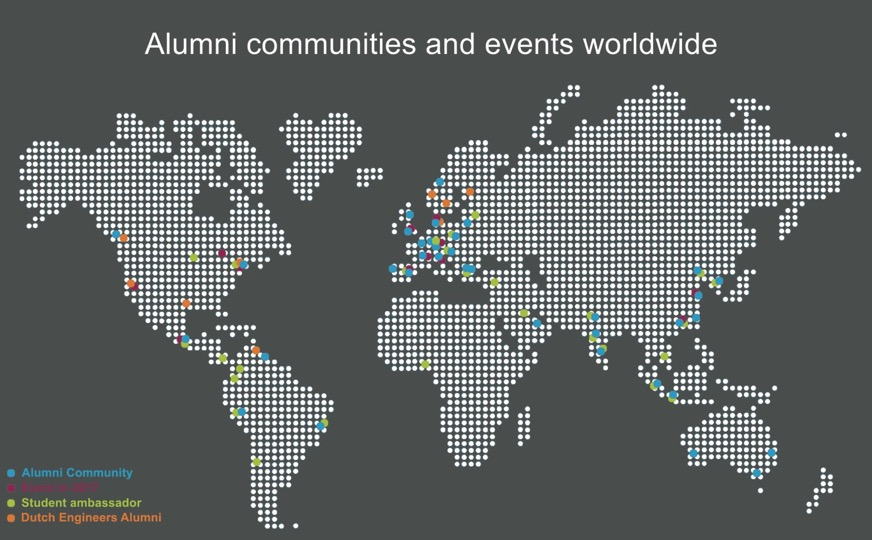 Alumni communities and events worldwide
Alumni Community
Student ambassador
Dutch Engineers Alumni